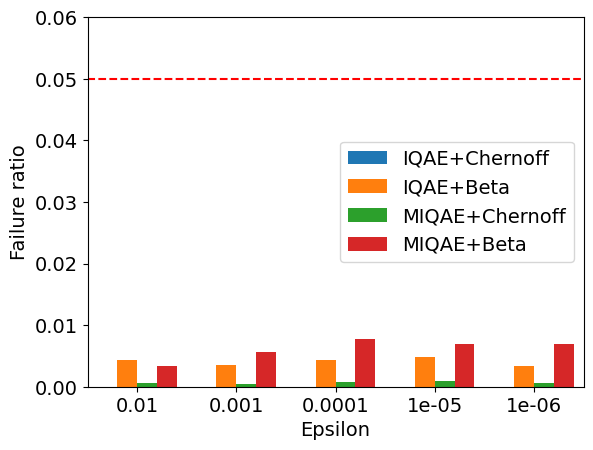 0.06
0.05
0.04
0.03
0.02
0.01
0.00
Failure ratio
IQAE+Chernoff
IQAE+Beta
MIQAE+Chernoff
MIQAE+Beta
0.01 0.001 0.0001 1e-05 1e-06
Epsilon